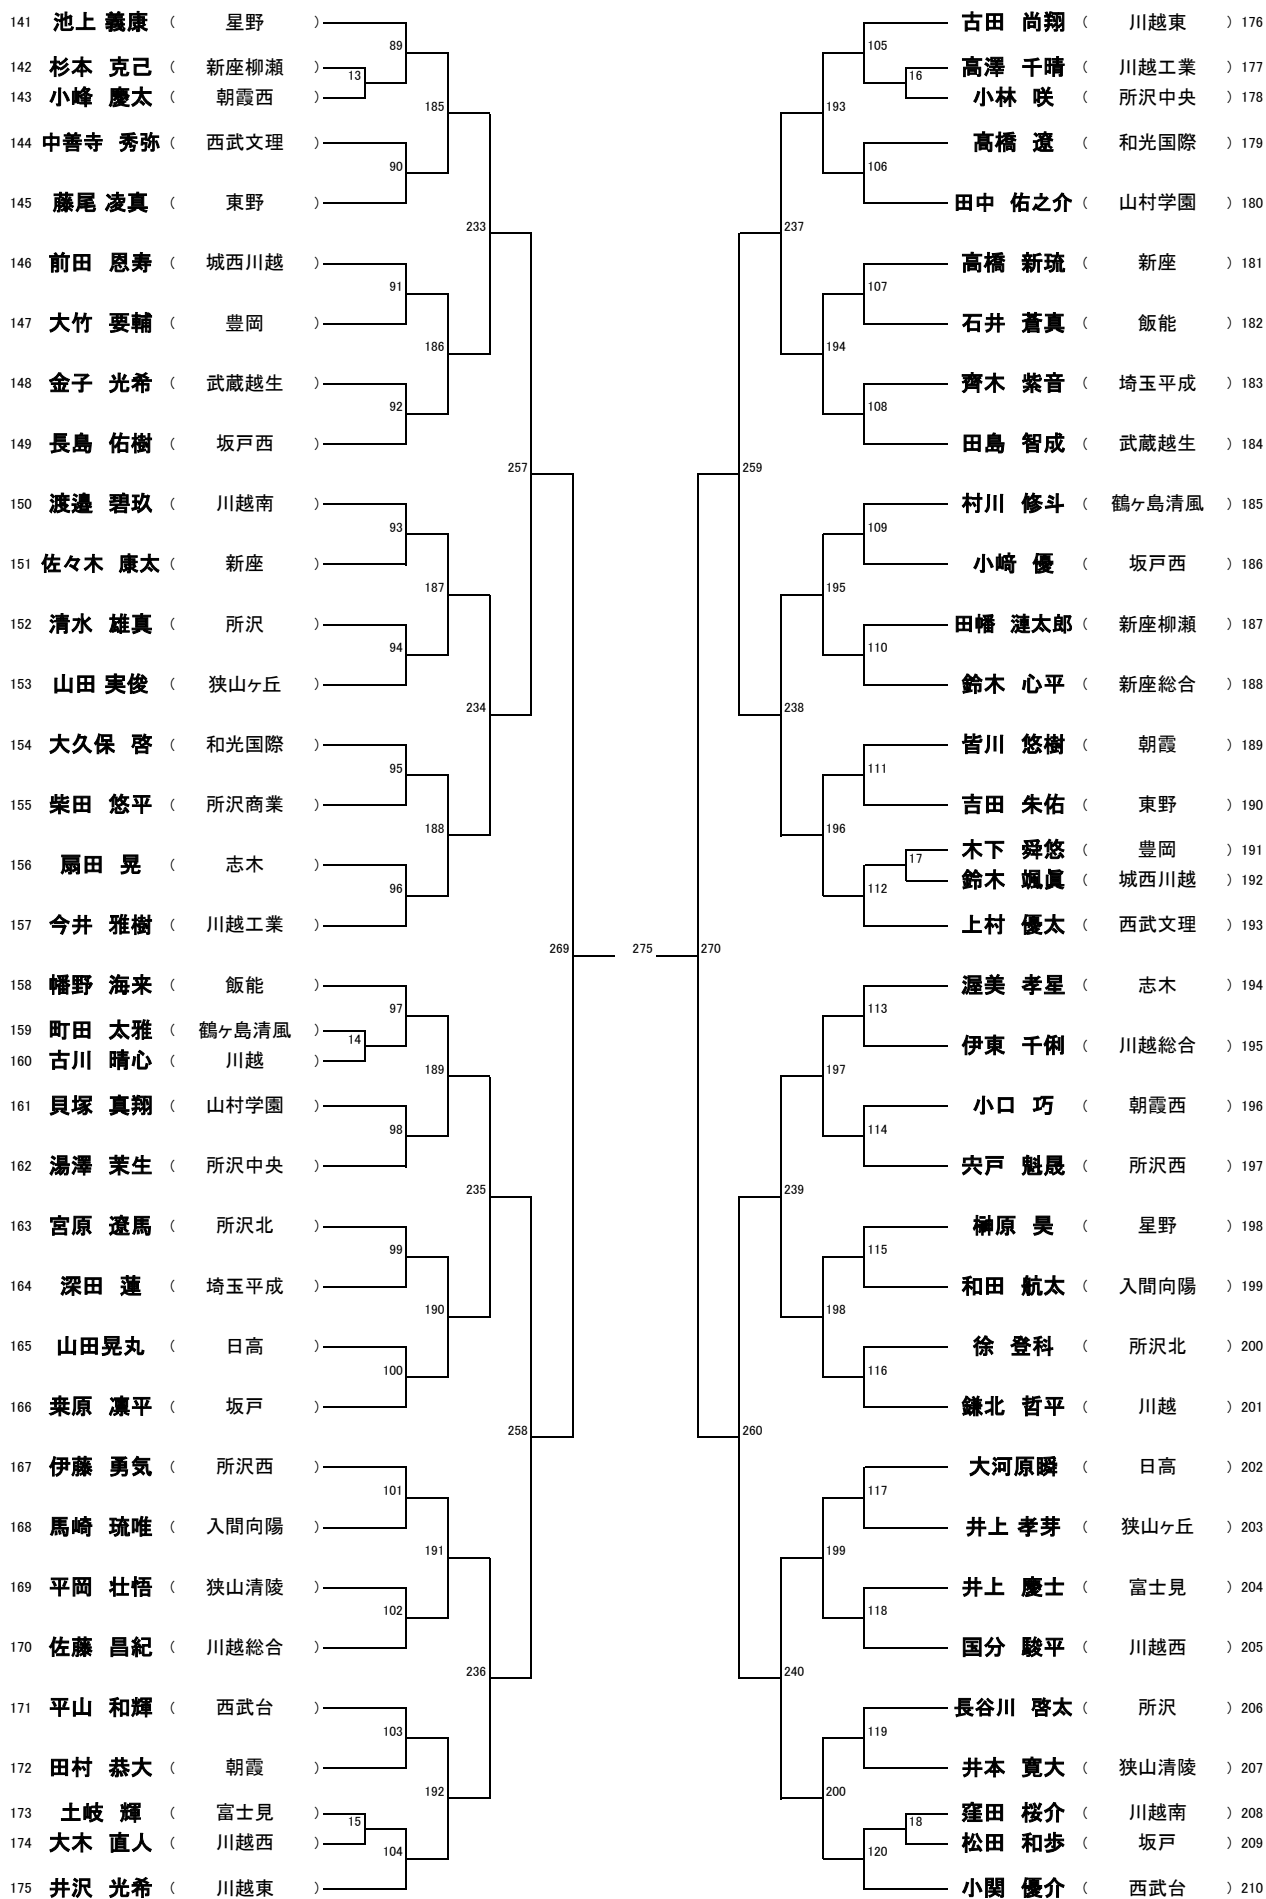 141 池上 義康 （ 星野 ）
89
142 杉本 克己 （ 新座柳瀬 ）
13
143 小峰 慶太 （ 朝霞西 ）
185
144 中善寺 秀弥 （ 西武文理 ）
90
145 藤尾 凌真 （ 東野 ）
233
146 前田 恩寿 （ 城西川越 ）
91
147 大竹 要輔 （ 豊岡 ）
186
148 金子 光希 （ 武蔵越生 ）
92
149 長島 佑樹 （ 坂戸西 ）
257
150 渡邉 碧玖 （ 川越南 ）
93
151 佐々木 康太 （ 新座 ）
187
152 清水 雄真 （ 所沢 ）
94
153 山田 実俊 （ 狭山ヶ丘 ）
234
154 大久保 啓 （ 和光国際 ）
95
155 柴田 悠平 （ 所沢商業 ）
188
156 扇田 晃 （ 志木 ）
96
157 今井 雅樹 （ 川越工業 ）
269
158 幡野 海来 （ 飯能 ）
97
159 町田 太雅 （ 鶴ヶ島清風 ）
14
160 古川 晴心 （ 川越 ）
189
161 貝塚 真翔 （ 山村学園 ）
98
162 湯澤 茉生 （ 所沢中央 ）
235
163 宮原 遼馬 （ 所沢北 ）
99
164 深田 蓮 （ 埼玉平成 ）
190
165 山田晃丸 （ 日高 ）
100
166 桒原 凛平 （ 坂戸 ）
258
167 伊藤 勇気 （ 所沢西 ）
101
168 馬崎 琉唯 （ 入間向陽 ）
191
169 平岡 壮悟 （ 狭山清陵 ）
102
170 佐藤 昌紀 （ 川越総合 ）
236
171 平山 和輝 （ 西武台 ）
103
172 田村 恭大 （ 朝霞 ）
192
173 土岐 輝 （ 富士見 ）
15
174 大木 直人 （ 川越西 ）
104
175 井沢 光希 （ 川越東 ）
275
古田 尚翔 （ 川越東 ） 176
105
高澤 千晴 （ 川越工業 ） 177
16
小林 咲 （ 所沢中央 ） 178
193
高橋 遼 （ 和光国際 ） 179
106
田中 佑之介 （ 山村学園 ） 180
237
高橋 新琉 （ 新座 ） 181
107
石井 蒼真 （ 飯能 ） 182
194
齊木 紫音 （ 埼玉平成 ） 183
108
田島 智成 （ 武蔵越生 ） 184
259
村川 修斗 （ 鶴ヶ島清風 ） 185
109
小﨑 優 （ 坂戸西 ） 186
195
田幡 漣太郎 （ 新座柳瀬 ） 187
110
鈴木 心平 （ 新座総合 ） 188
238
皆川 悠樹 （ 朝霞 ） 189
111
吉田 朱佑 （ 東野 ） 190
196
木下 舜悠 （ 豊岡 ） 191
17
鈴木 颯眞 （ 城西川越 ） 192
112
上村 優太 （ 西武文理 ） 193
270
渥美 孝星 （ 志木 ） 194
113
伊東 千俐 （ 川越総合 ） 195
197
小口 巧 （ 朝霞西 ） 196
114
宍戸 魁晟 （ 所沢西 ） 197
239
榊原 昊 （ 星野 ） 198
115
和田 航太 （ 入間向陽 ） 199
198
徐 登科 （ 所沢北 ） 200
116
鎌北 哲平 （ 川越 ） 201
260
大河原瞬 （ 日高 ） 202
117
井上 孝芽 （ 狭山ヶ丘 ） 203
199
井上 慶士 （ 富士見 ） 204
118
国分 駿平 （ 川越西 ） 205
240
長谷川 啓太 （ 所沢 ） 206
119
井本 寛大 （ 狭山清陵 ） 207
200
窪田 桜介 （ 川越南 ） 208
18
松田 和歩 （ 坂戸 ） 209
120
小関 優介 （ 西武台 ） 210